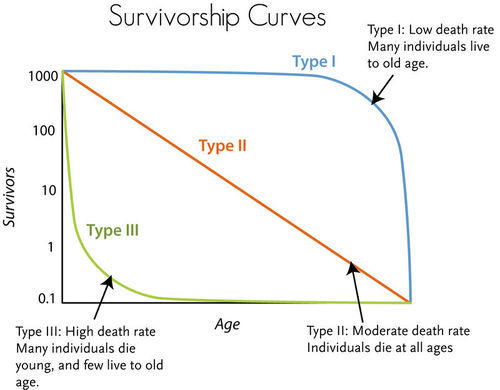 Survivorship Curves
Type I: Low death rate
Many individuals live
to old age.
Type I
1000
100
10
1
0.1
Survivors
Type II
Type III
Age
Type III: High death rate
Many individuals die
young, and few live to old
age.
Type II: Moderate death rate
Individuals die at all ages